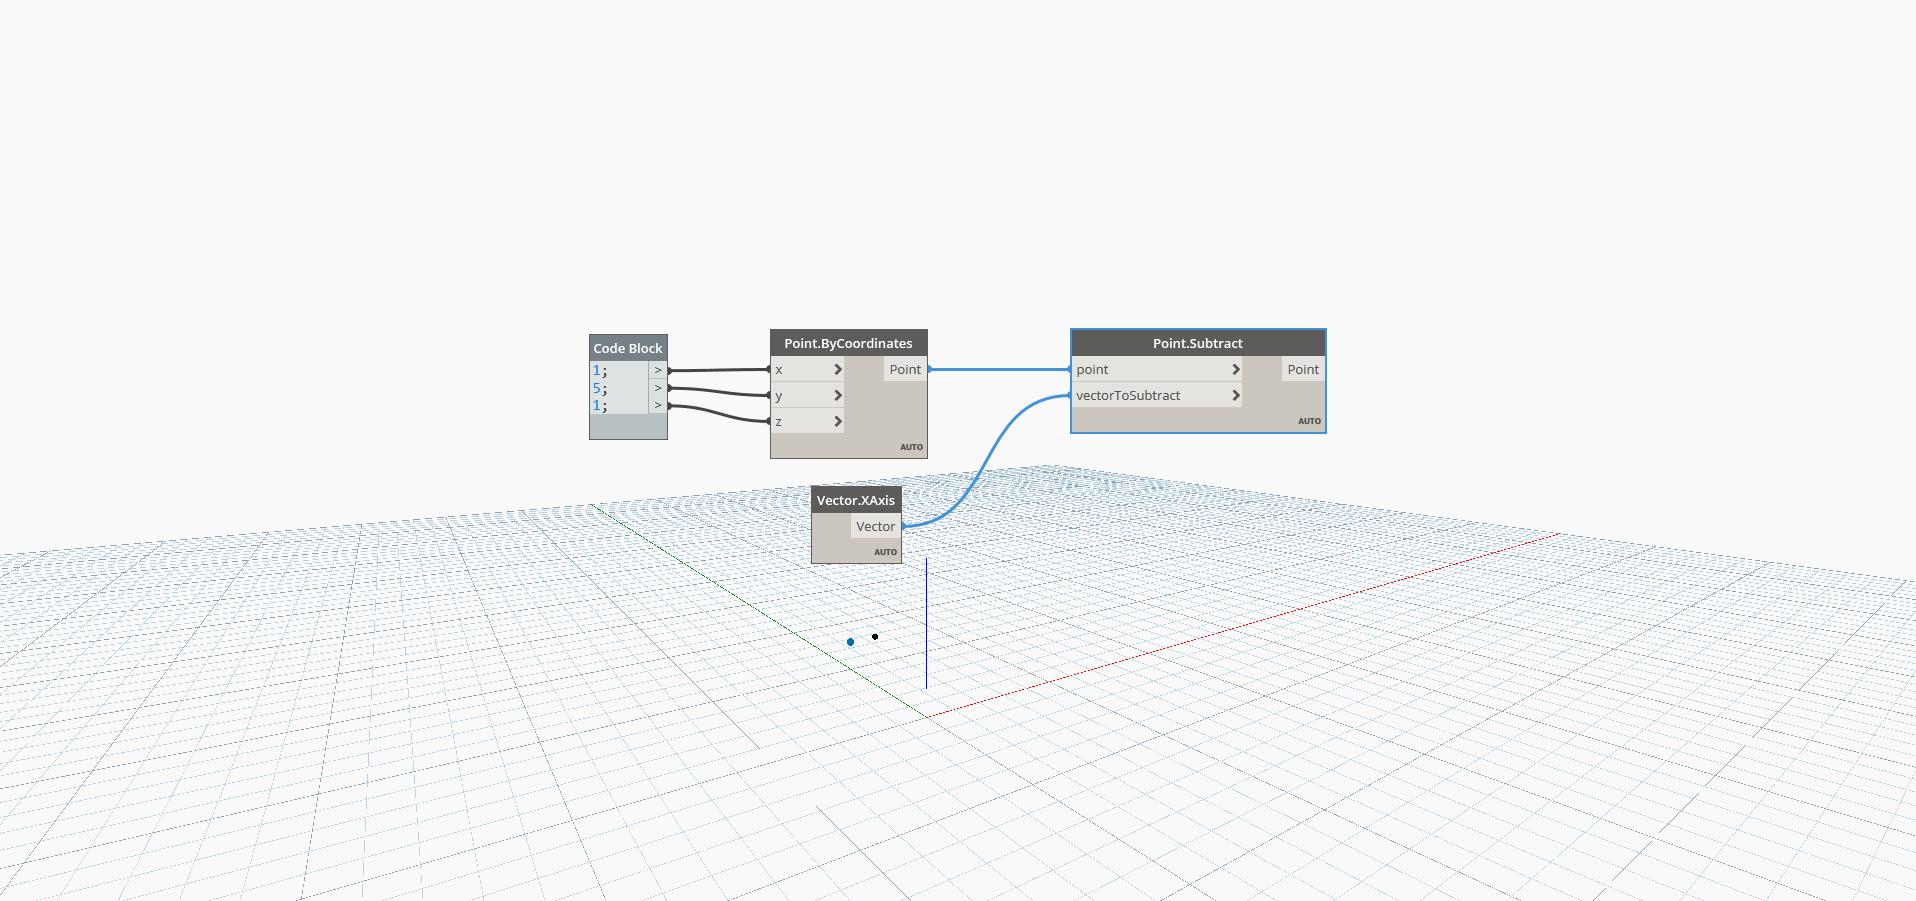 Code Block
1; >
5; >
1; >
Point.ByCoordinates
x Point
y
z
AUTO
Point.Subtract
point Point
vectorToSubtract
AUTO
Vector.XAxis
Vector
AUTO